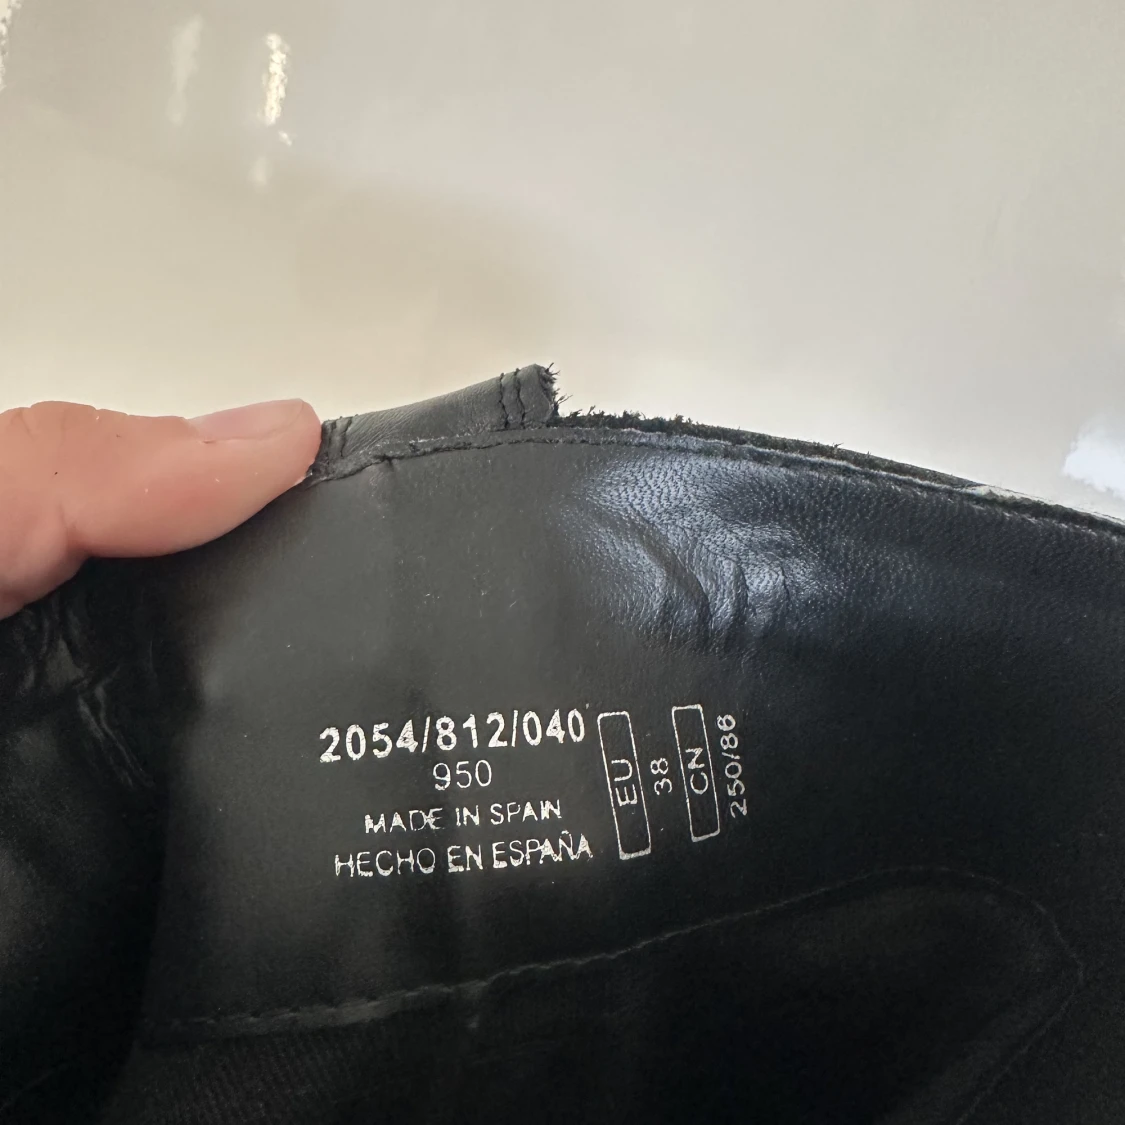 2054/812/040
950
MADE IN SPAIN
HECHO EN ESPAÑA
EU
38
CN
250/86